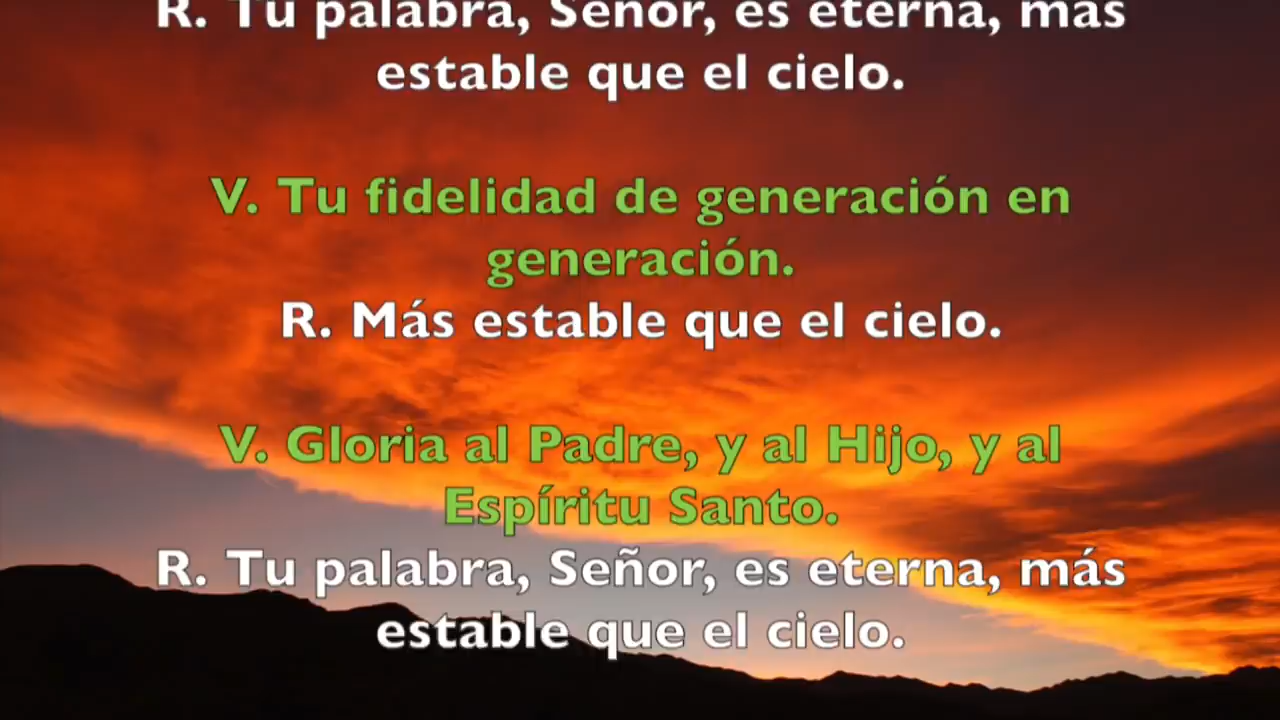 R. Tu palabra, Señor, es eterna, más
estable que el cielo.
V. Tu fidelidad de generación en
generación.
R. Más estable que el cielo.
V. Gloria al Padre, y al Hijo, y al
Espíritu Santo.
R. Tu palabra, Señor, es eterna, más
estable que el cielo.